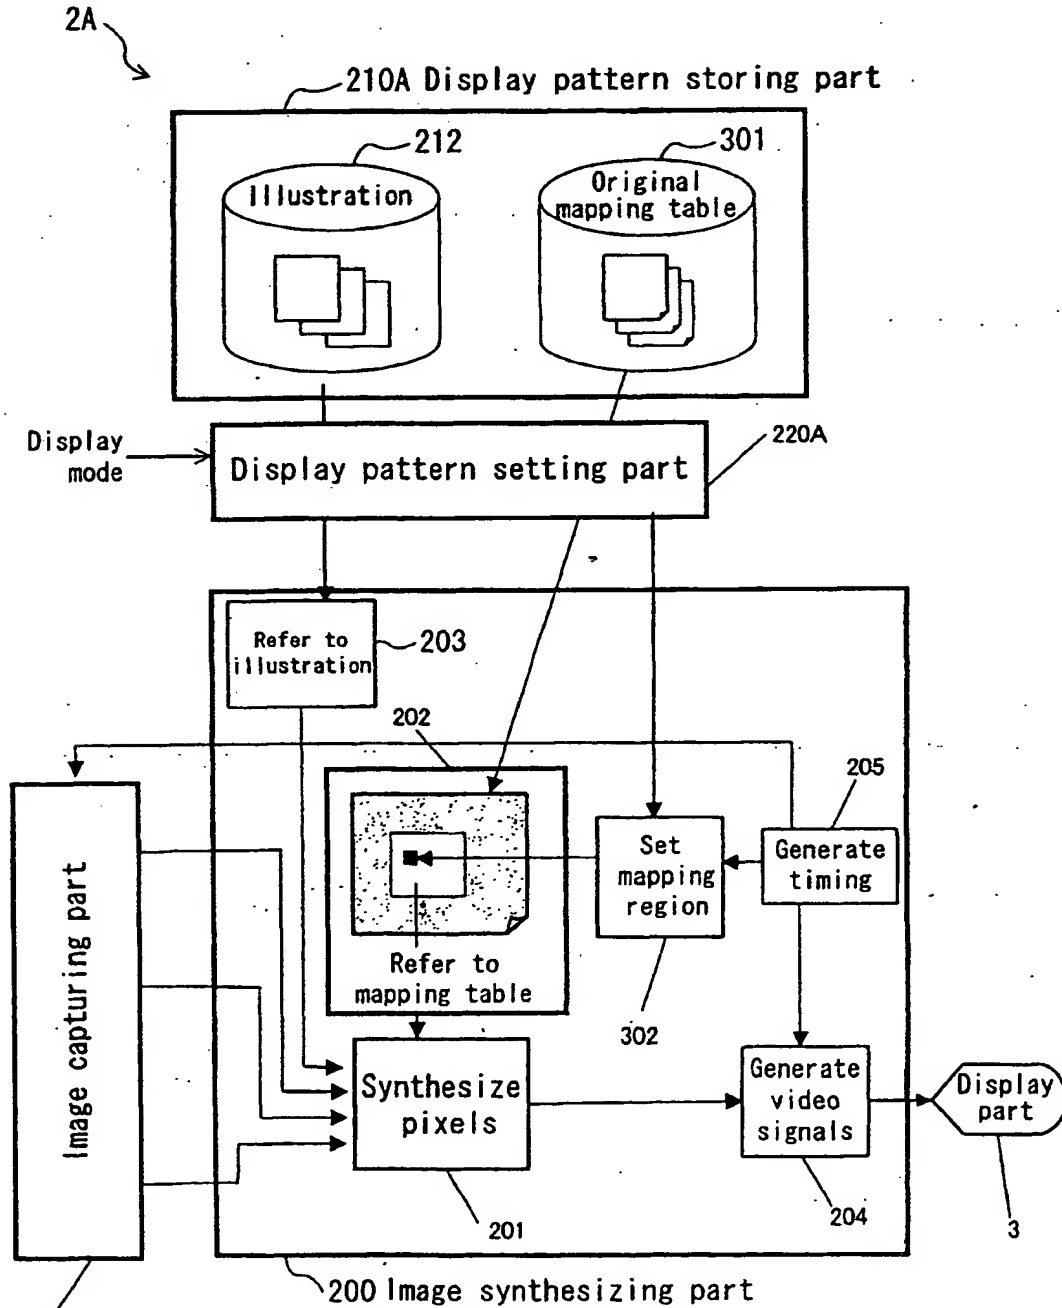 2A
210A Display pattern storing part
212
301
Illustration
Original
mapping table
Display
mode
220A
Display pattern setting part
Refer to
illustration
203
202
205
Generate
timing
Set
mapping
region
Image capturing part
Refer to
mapping table
302
Synthesize
pixels
Generate
video
signals
Display
part
201
204
3
200 Image synthesizing part